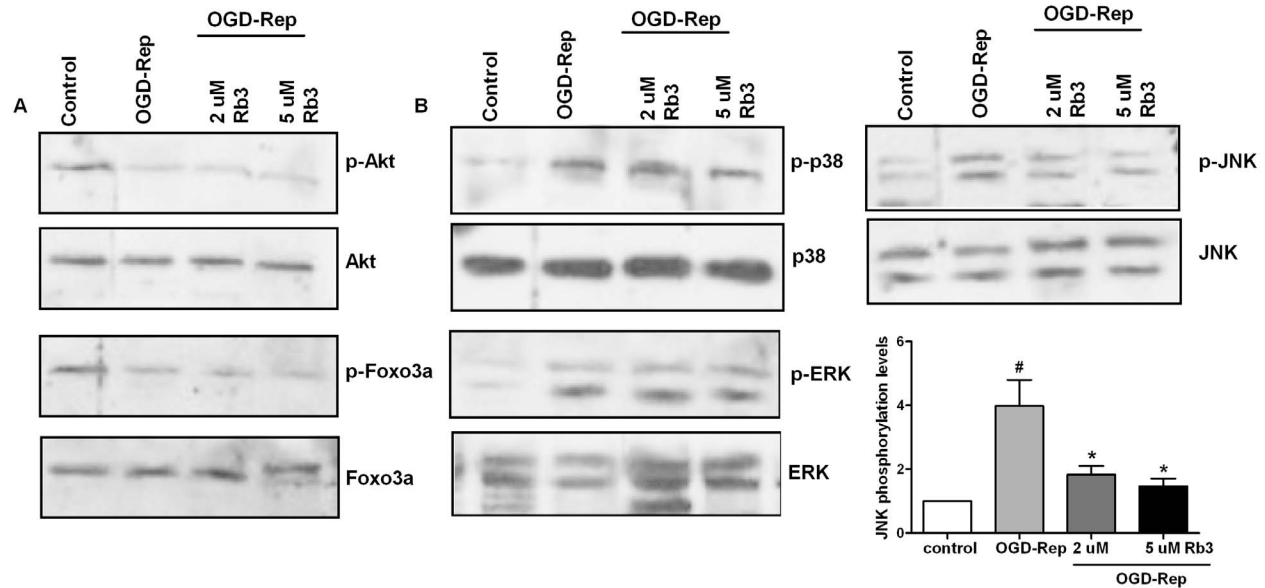 A
OGD-Rep
Control
OGD-Rep
2 uM
Rb3
5 uM
Rb3
p-Akt
Akt
p-Foxo3a
Foxo3a
B
OGD-Rep
Control
OGD-Rep
2 uM
Rb3
5 uM
Rb3
p-p38
p38
p-ERK
ERK
OGD-Rep
Control
OGD-Rep
2 uM
Rb3
5 uM
Rb3
p-JNK
JNK
JNK phosphorylation levels
6
4
2
0
#
*
*
control
OGD-Rep
2 uM
5 uM Rb3
OGD-Rep